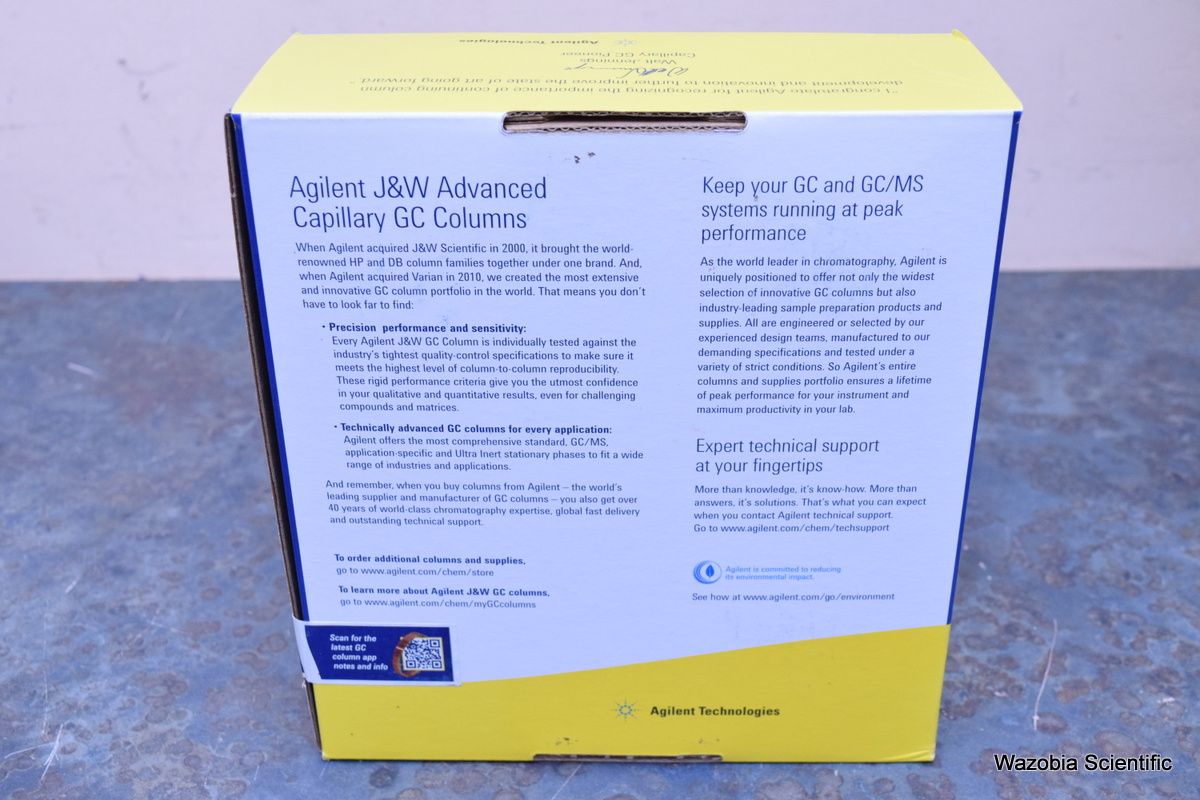 "I congratulate Agilent for recognizing the importance of continuing column
development and innovation to further improve the state of art going forward."
Walt Jennings
Capillary GC Pioneer
Agilent Technologies
Agilent J&W Advanced
Capillary GC Columns
When Agilent acquired J&W Scientific in 2000, it brought the world-
renowned HP and DB column families together under one brand. And,
when Agilent acquired Varian in 2010, we created the most extensive
and innovative GC column portfolio in the world. That means you don't
have to look far to find:
• Precision performance and sensitivity:
Every Agilent J&W GC Column is individually tested against the
industry's tightest quality-control specifications to make sure it
meets the highest level of column-to-column reproducibility.
These rigid performance criteria give you the utmost confidence
in your qualitative and quantitative results, even for challenging
compounds and matrices.
• Technically advanced GC columns for every application:
Agilent offers the most comprehensive standard, GC/MS,
application-specific and Ultra Inert stationary phases to fit a wide
range of industries and applications.
And remember, when you buy columns from Agilent – the world's
leading supplier and manufacturer of GC columns – you also get over
40 years of world-class chromatography expertise, global fast delivery
and outstanding technical support.
To order additional columns and supplies,
go to www.agilent.com/chem/store
To learn more about Agilent J&W GC columns,
go to www.agilent.com/chem/myGCcolumns
Scan for the
latest GC
column app
notes and info
Keep your GC and GC/MS
systems running at peak
performance
As the world leader in chromatography, Agilent is
uniquely positioned to offer not only the widest
selection of innovative GC columns but also
industry-leading sample preparation products and
supplies. All are engineered or selected by our
experienced design teams, manufactured to our
demanding specifications and tested under a
variety of strict conditions. So Agilent's entire
columns and supplies portfolio ensures a lifetime
of peak performance for your instrument and
maximum productivity in your lab.
Expert technical support
at your fingertips
More than knowledge, it's know-how. More than
answers, it's solutions. That's what you can expect
when you contact Agilent technical support.
Go to www.agilent.com/chem/techsupport
Agilent is committed to reducing
its environmental impact.
See how at www.agilent.com/go/environment
Agilent Technologies
Wazobia Scientific